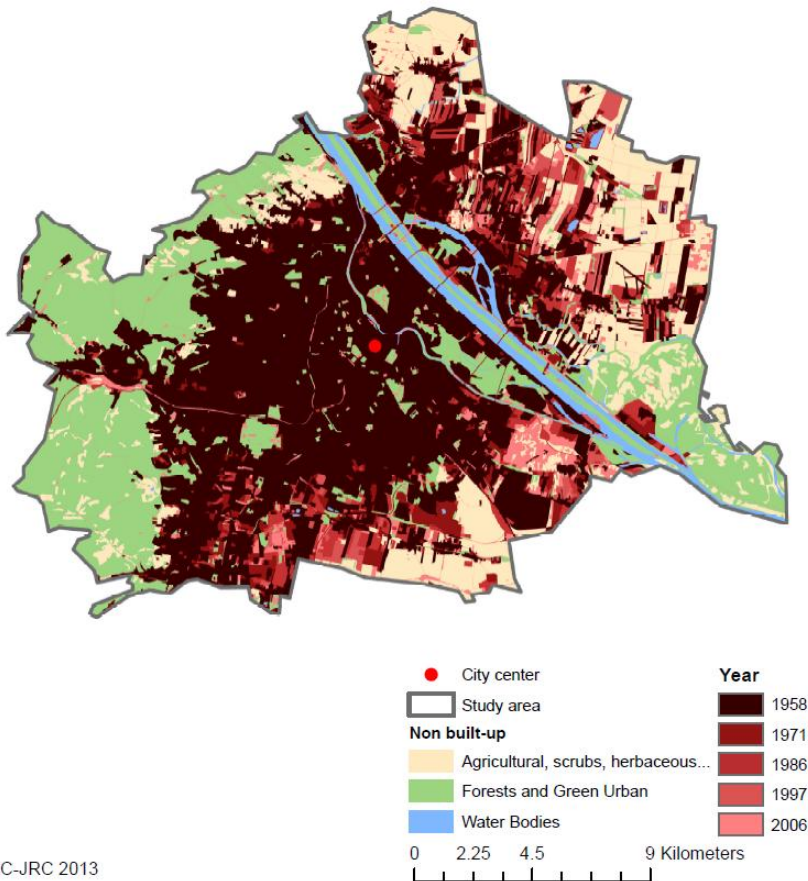 City center
Study area
Non built-up
Agricultural, scrubs, herbaceous...
Forests and Green Urban
Water Bodies
Year
1958
1971
1986
1997
2006
0 2.25 4.5 9 Kilometers
C-JRC 2013